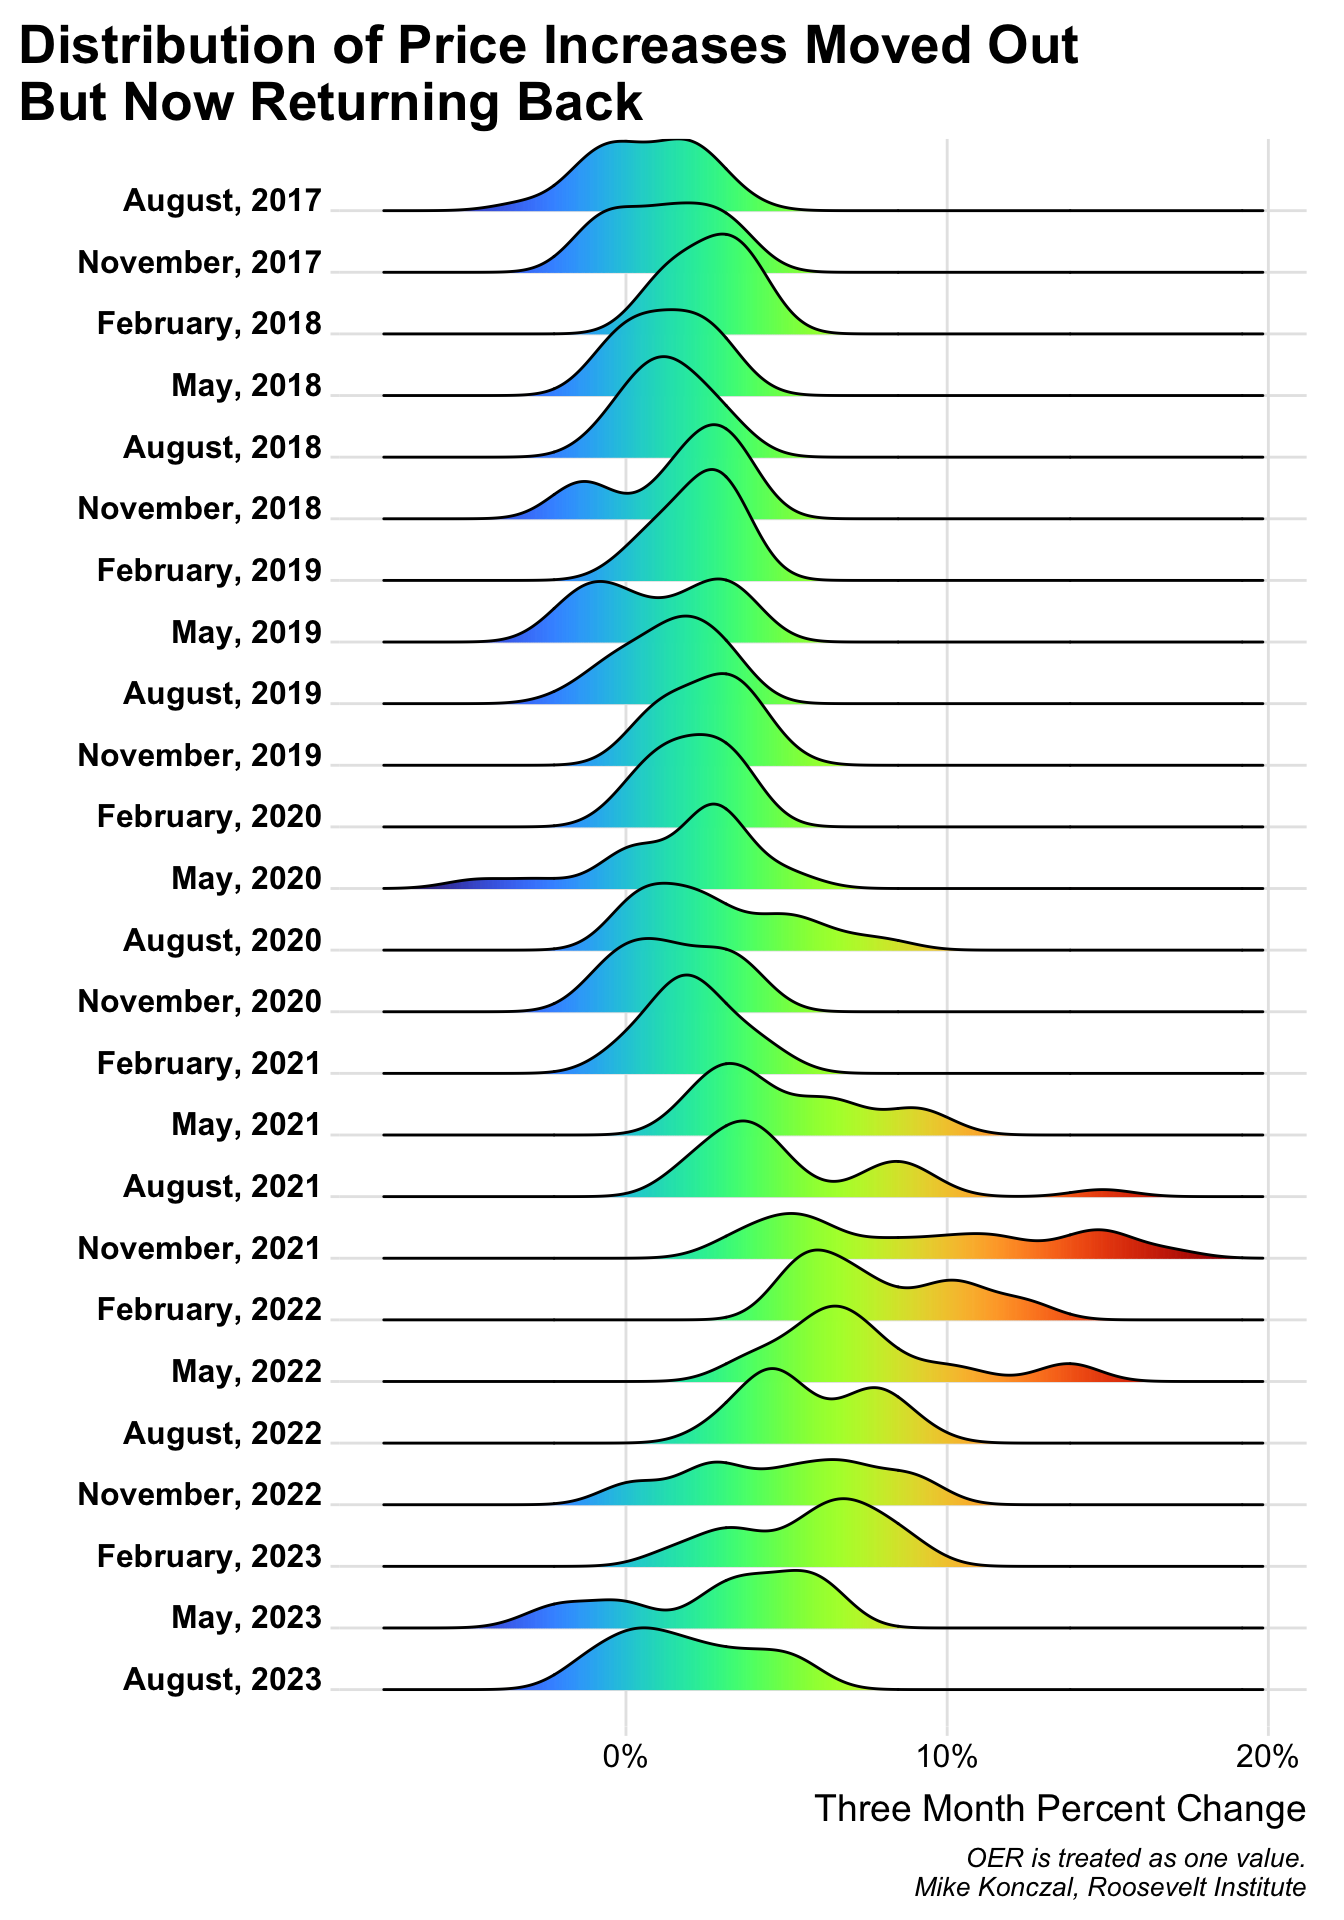 Distribution of Price Increases Moved Out
But Now Returning Back
August, 2017
November, 2017
February, 2018
May, 2018
August, 2018
November, 2018
February, 2019
May, 2019
August, 2019
November, 2019
February, 2020
May, 2020
August, 2020
November, 2020
February, 2021
May, 2021
August, 2021
November, 2021
February, 2022
May, 2022
August, 2022
November, 2022
February, 2023
May, 2023
August, 2023
0% 10% 20%
Three Month Percent Change
OER is treated as one value.
Mike Konczal, Roosevelt Institute